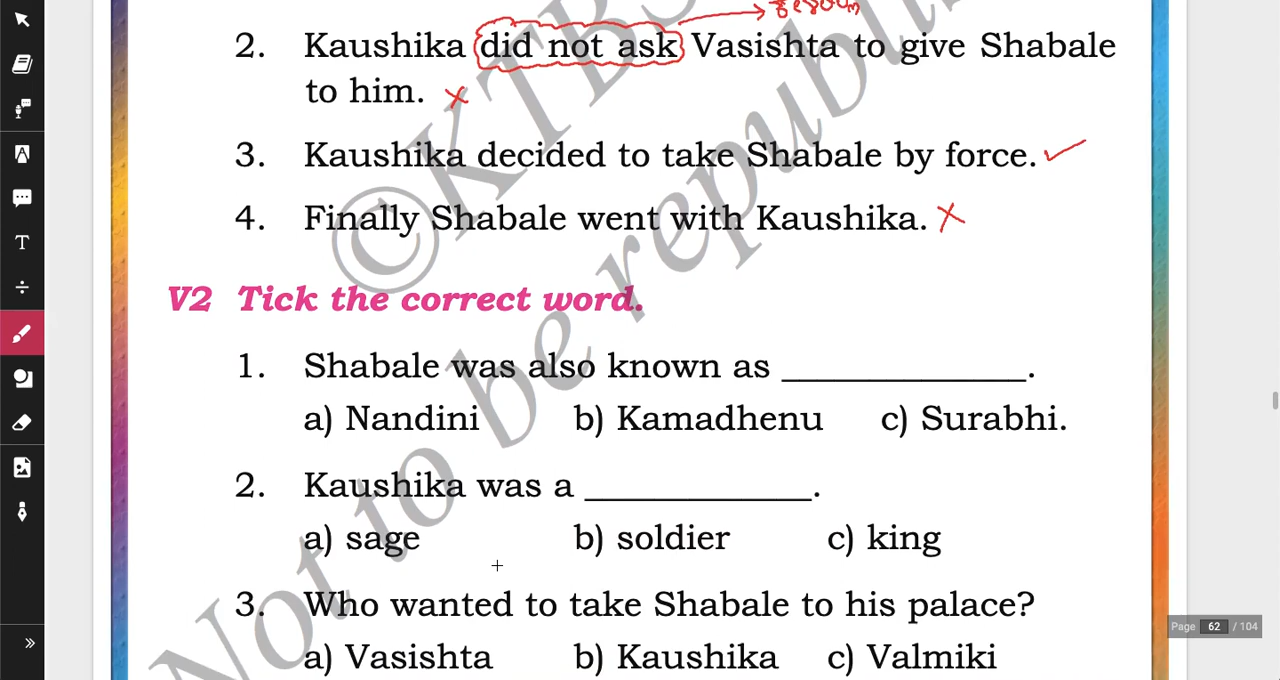 2. Kaushika did not ask Vasishta to give Shabale
to him. ✗
3. Kaushika decided to take Shabale by force. ✓
4. Finally Shabale went with Kaushika. ✗
V2 Tick the correct word.
1. Shabale was also known as ______________.
a) Nandini b) Kamadhenu c) Surabhi.
2. Kaushika was a _____________.
a) sage b) soldier c) king
3. Who wanted to take Shabale to his palace?
a) Vasishta b) Kaushika c) Valmiki
©KTBS
Not to be republi
Page 62 / 104